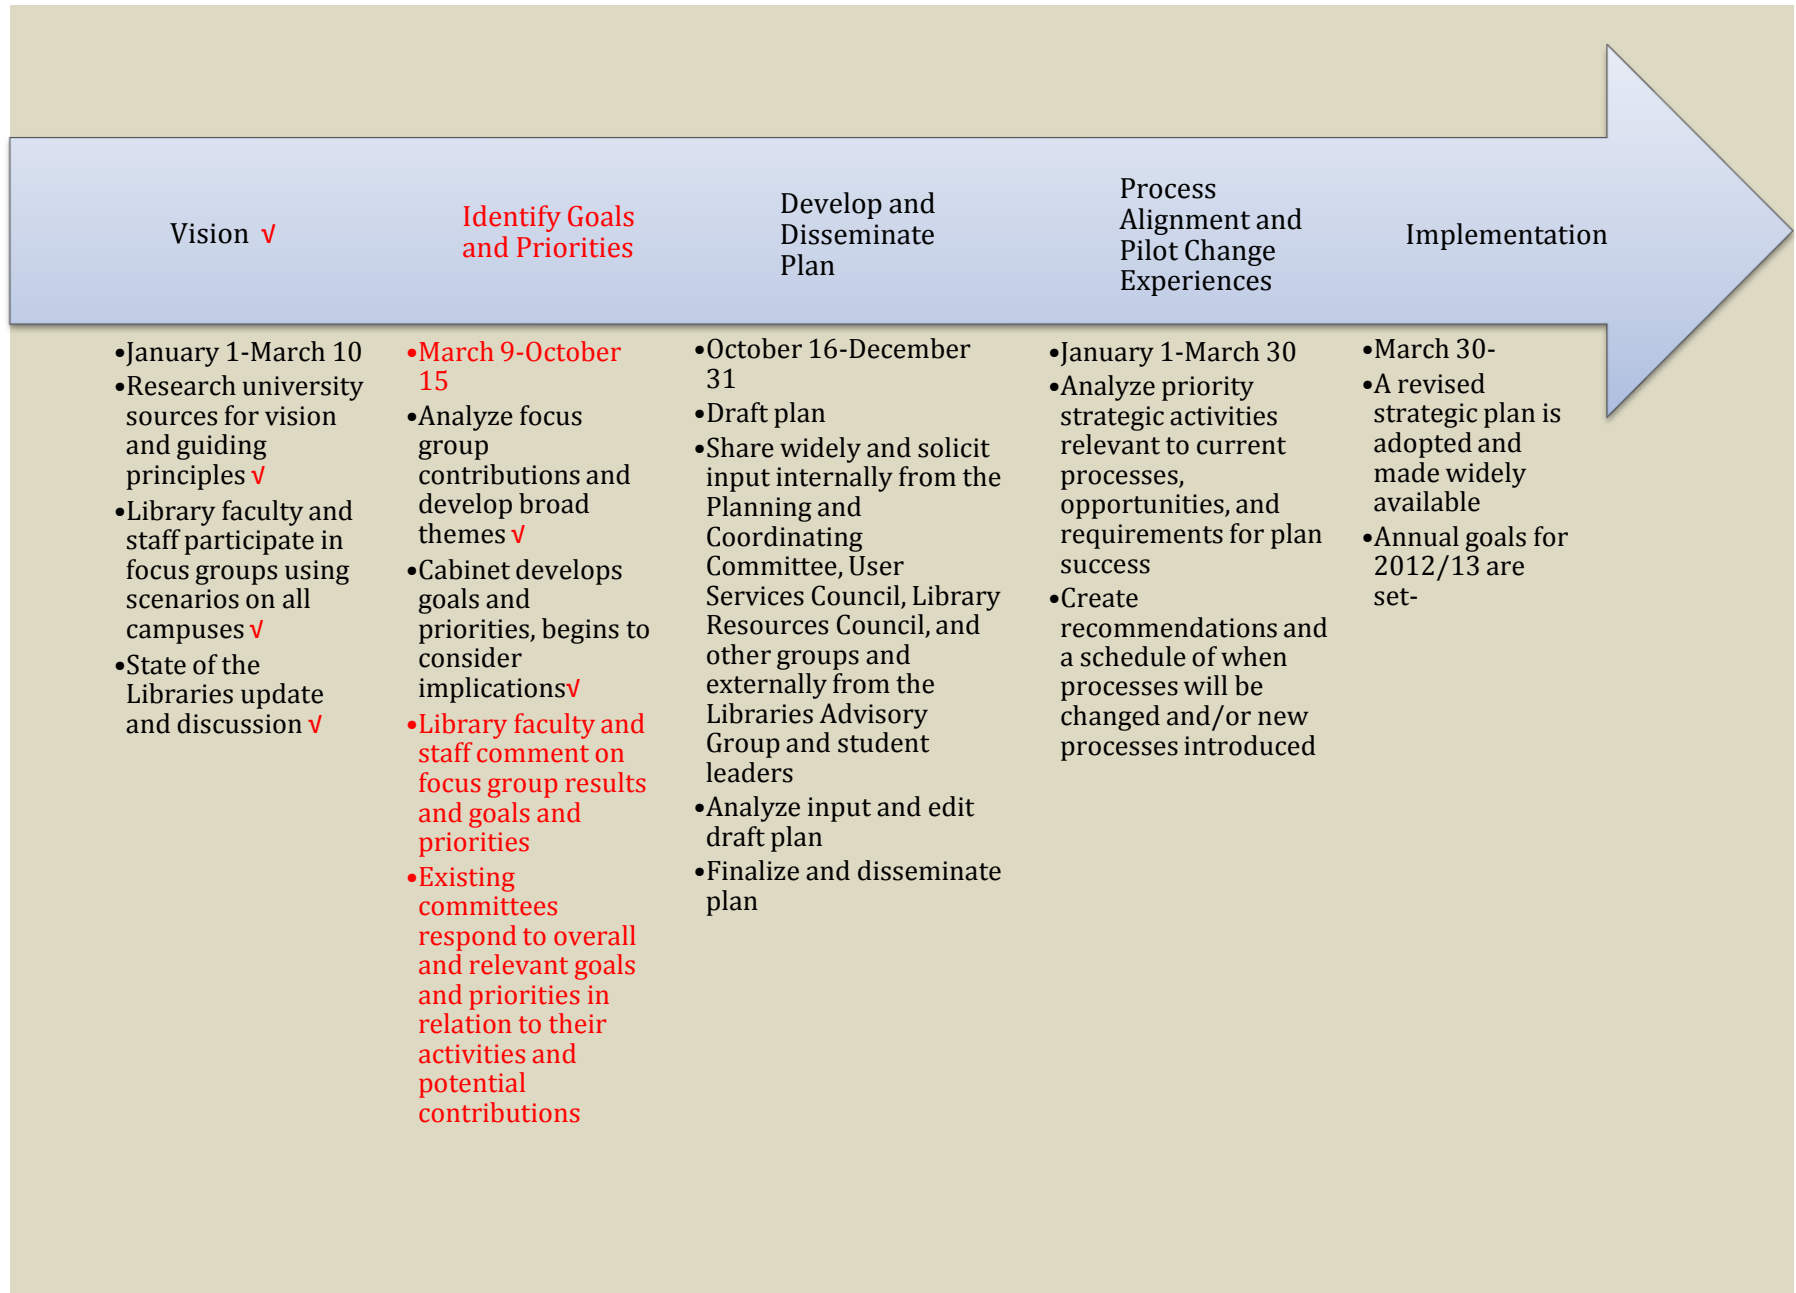 Vision √
Identify Goals
and Priorities
Develop and
Disseminate
Plan
Process
Alignment and
Pilot Change
Experiences
Implementation
•January 1-March 10
•Research university
sources for vision
and guiding
principles √
•Library faculty and
staff participate in
focus groups using
scenarios on all
campuses √
•State of the
Libraries update
and discussion √
•March 9-October
15
•Analyze focus
group
contributions and
develop broad
themes √
•Cabinet develops
goals and
priorities, begins to
consider
implications√
•Library faculty and
staff comment on
focus group results
and goals and
priorities
•Existing
committees
respond to overall
and relevant goals
and priorities in
relation to their
activities and
potential
contributions
•October 16-December
31
•Draft plan
•Share widely and solicit
input internally from the
Planning and
Coordinating
Committee, User
Services Council, Library
Resources Council, and
other groups and
externally from the
Libraries Advisory
Group and student
leaders
•Analyze input and edit
draft plan
•Finalize and disseminate
plan
•January 1-March 30
•Analyze priority
strategic activities
relevant to current
processes,
opportunities, and
requirements for plan
success
•Create
recommendations and
a schedule of when
processes will be
changed and/or new
processes introduced
•March 30-
•A revised
strategic plan is
adopted and
made widely
available
•Annual goals for
2012/13 are
set-